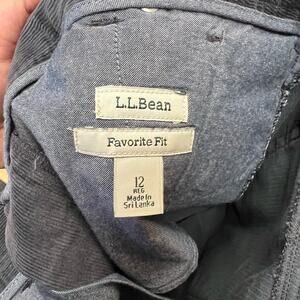 L.L.Bean
Favorite Fit
12
REG
Made in
Sri Lanka